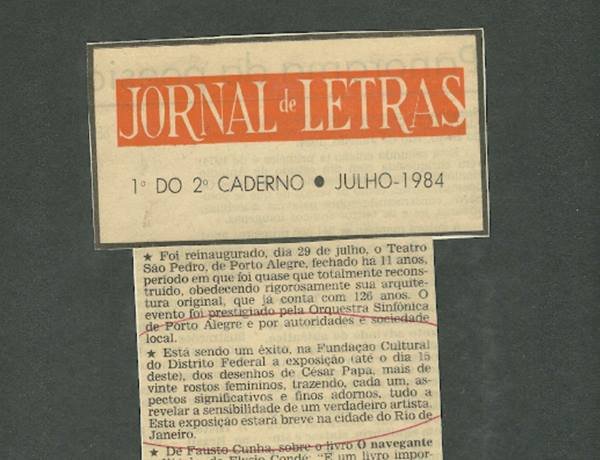 JORNAL de LETRAS
1º DO 2º CADERNO ● JULHO-1984
★ Foi reinaugurado, dia 29 de julho, o Teatro
São Pedro, de Porto Alegre, fechado há 11 anos,
período em que foi quase que totalmente recons-
truído, obedecendo rigorosamente sua arquite-
tura original, que já conta com 126 anos. O
evento foi prestigiado pela Orquestra Sinfônica
de Porto Alegre e por autoridades e sociedade
local.
★ Está sendo um êxito, na Fundação Cultural
do Distrito Federal a exposição (até o dia 15
deste), dos desenhos de César Papa, mais de
vinte rostos femininos, trazendo, cada um, as-
pectos significativos e finos adornos, tudo a
revelar a sensibilidade de um verdadeiro artista.
Esta exposição estará breve na cidade do Rio de
Janeiro.
★ De Fausto Cunha, sobre o livro O navegante
de Elysio Condé: "É um livro impor-